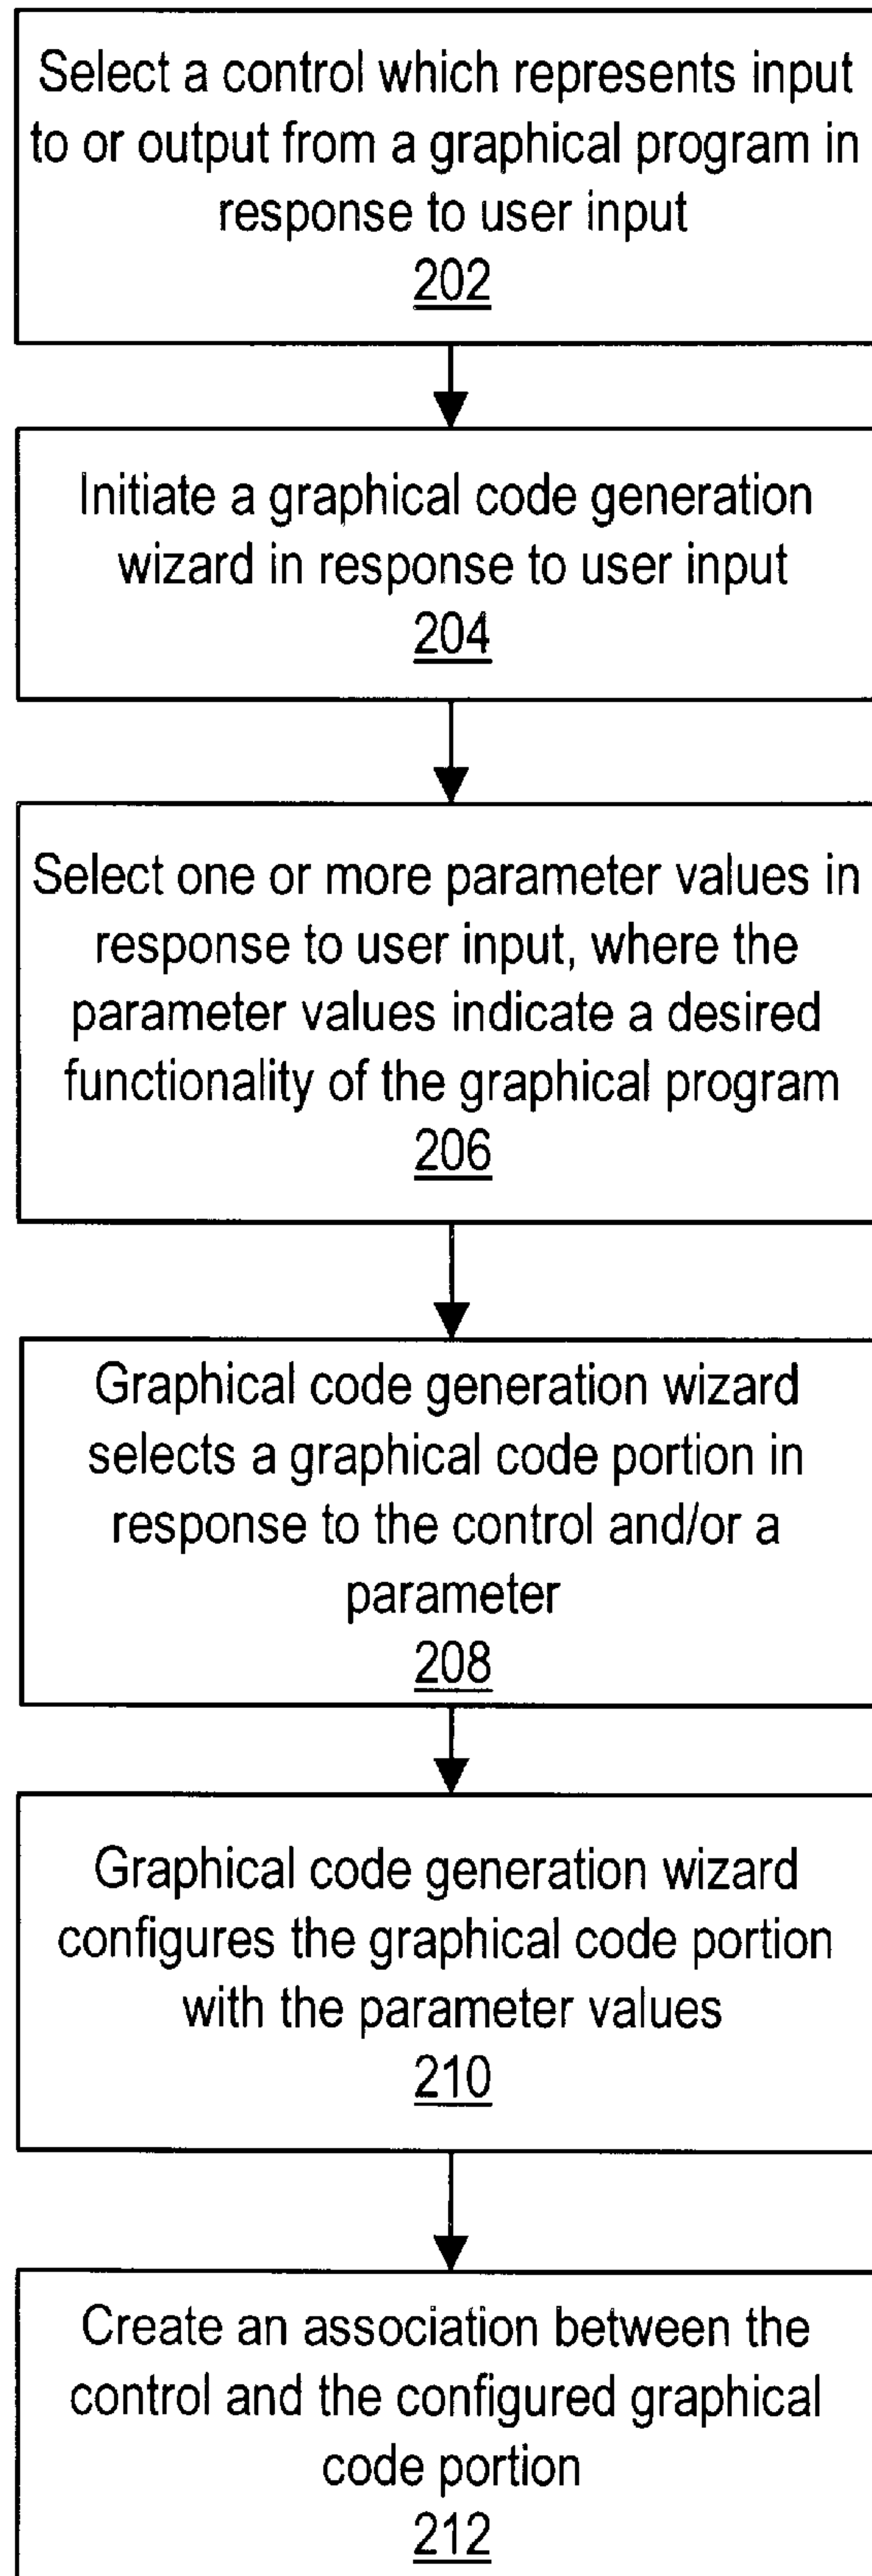 Select a control which represents input
to or output from a graphical program in
response to user input
202
Initiate a graphical code generation
wizard in response to user input
204
Select one or more parameter values in
response to user input, where the
parameter values indicate a desired
functionality of the graphical program
206
Graphical code generation wizard
selects a graphical code portion in
response to the control and/or a
parameter
208
Graphical code generation wizard
configures the graphical code portion
with the parameter values
210
Create an association between the
control and the configured graphical
code portion
212